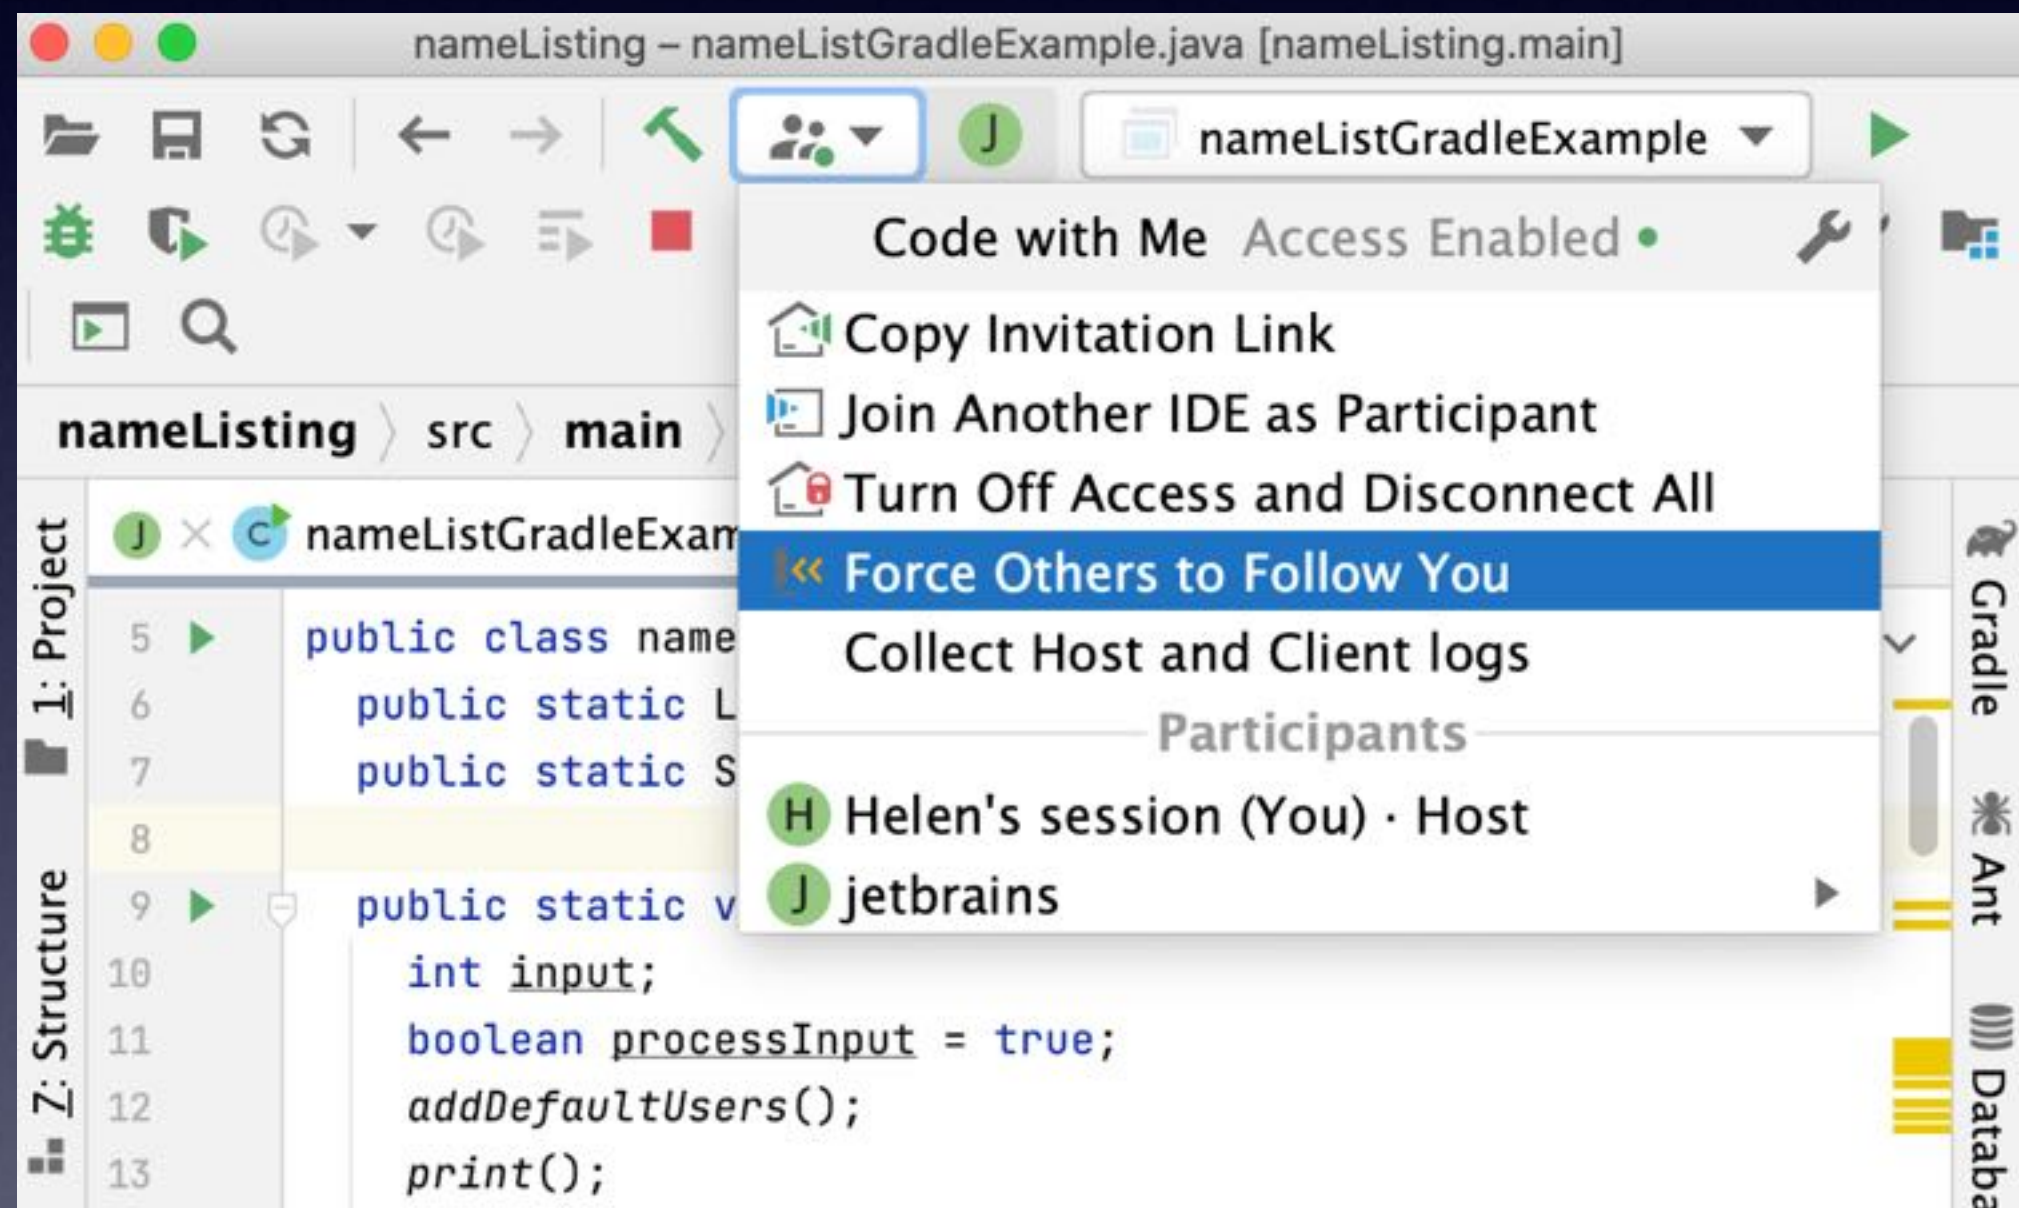 nameListing – nameListGradleExample.java [nameListing.main]
J nameListGradleExample
Code with Me Access Enabled
Copy Invitation Link
Join Another IDE as Participant
Turn Off Access and Disconnect All
Force Others to Follow You
Collect Host and Client logs
Participants
H Helen's session (You) · Host
J jetbrains
nameListing src main
J C nameListGradleExam
1: Project
Z: Structure
5 public class name
6 public static L
7 public static S
8
9 public static v
10 int input;
11 boolean processInput = true;
12 addDefaultUsers();
13 print();
Gradle
Ant
Databa